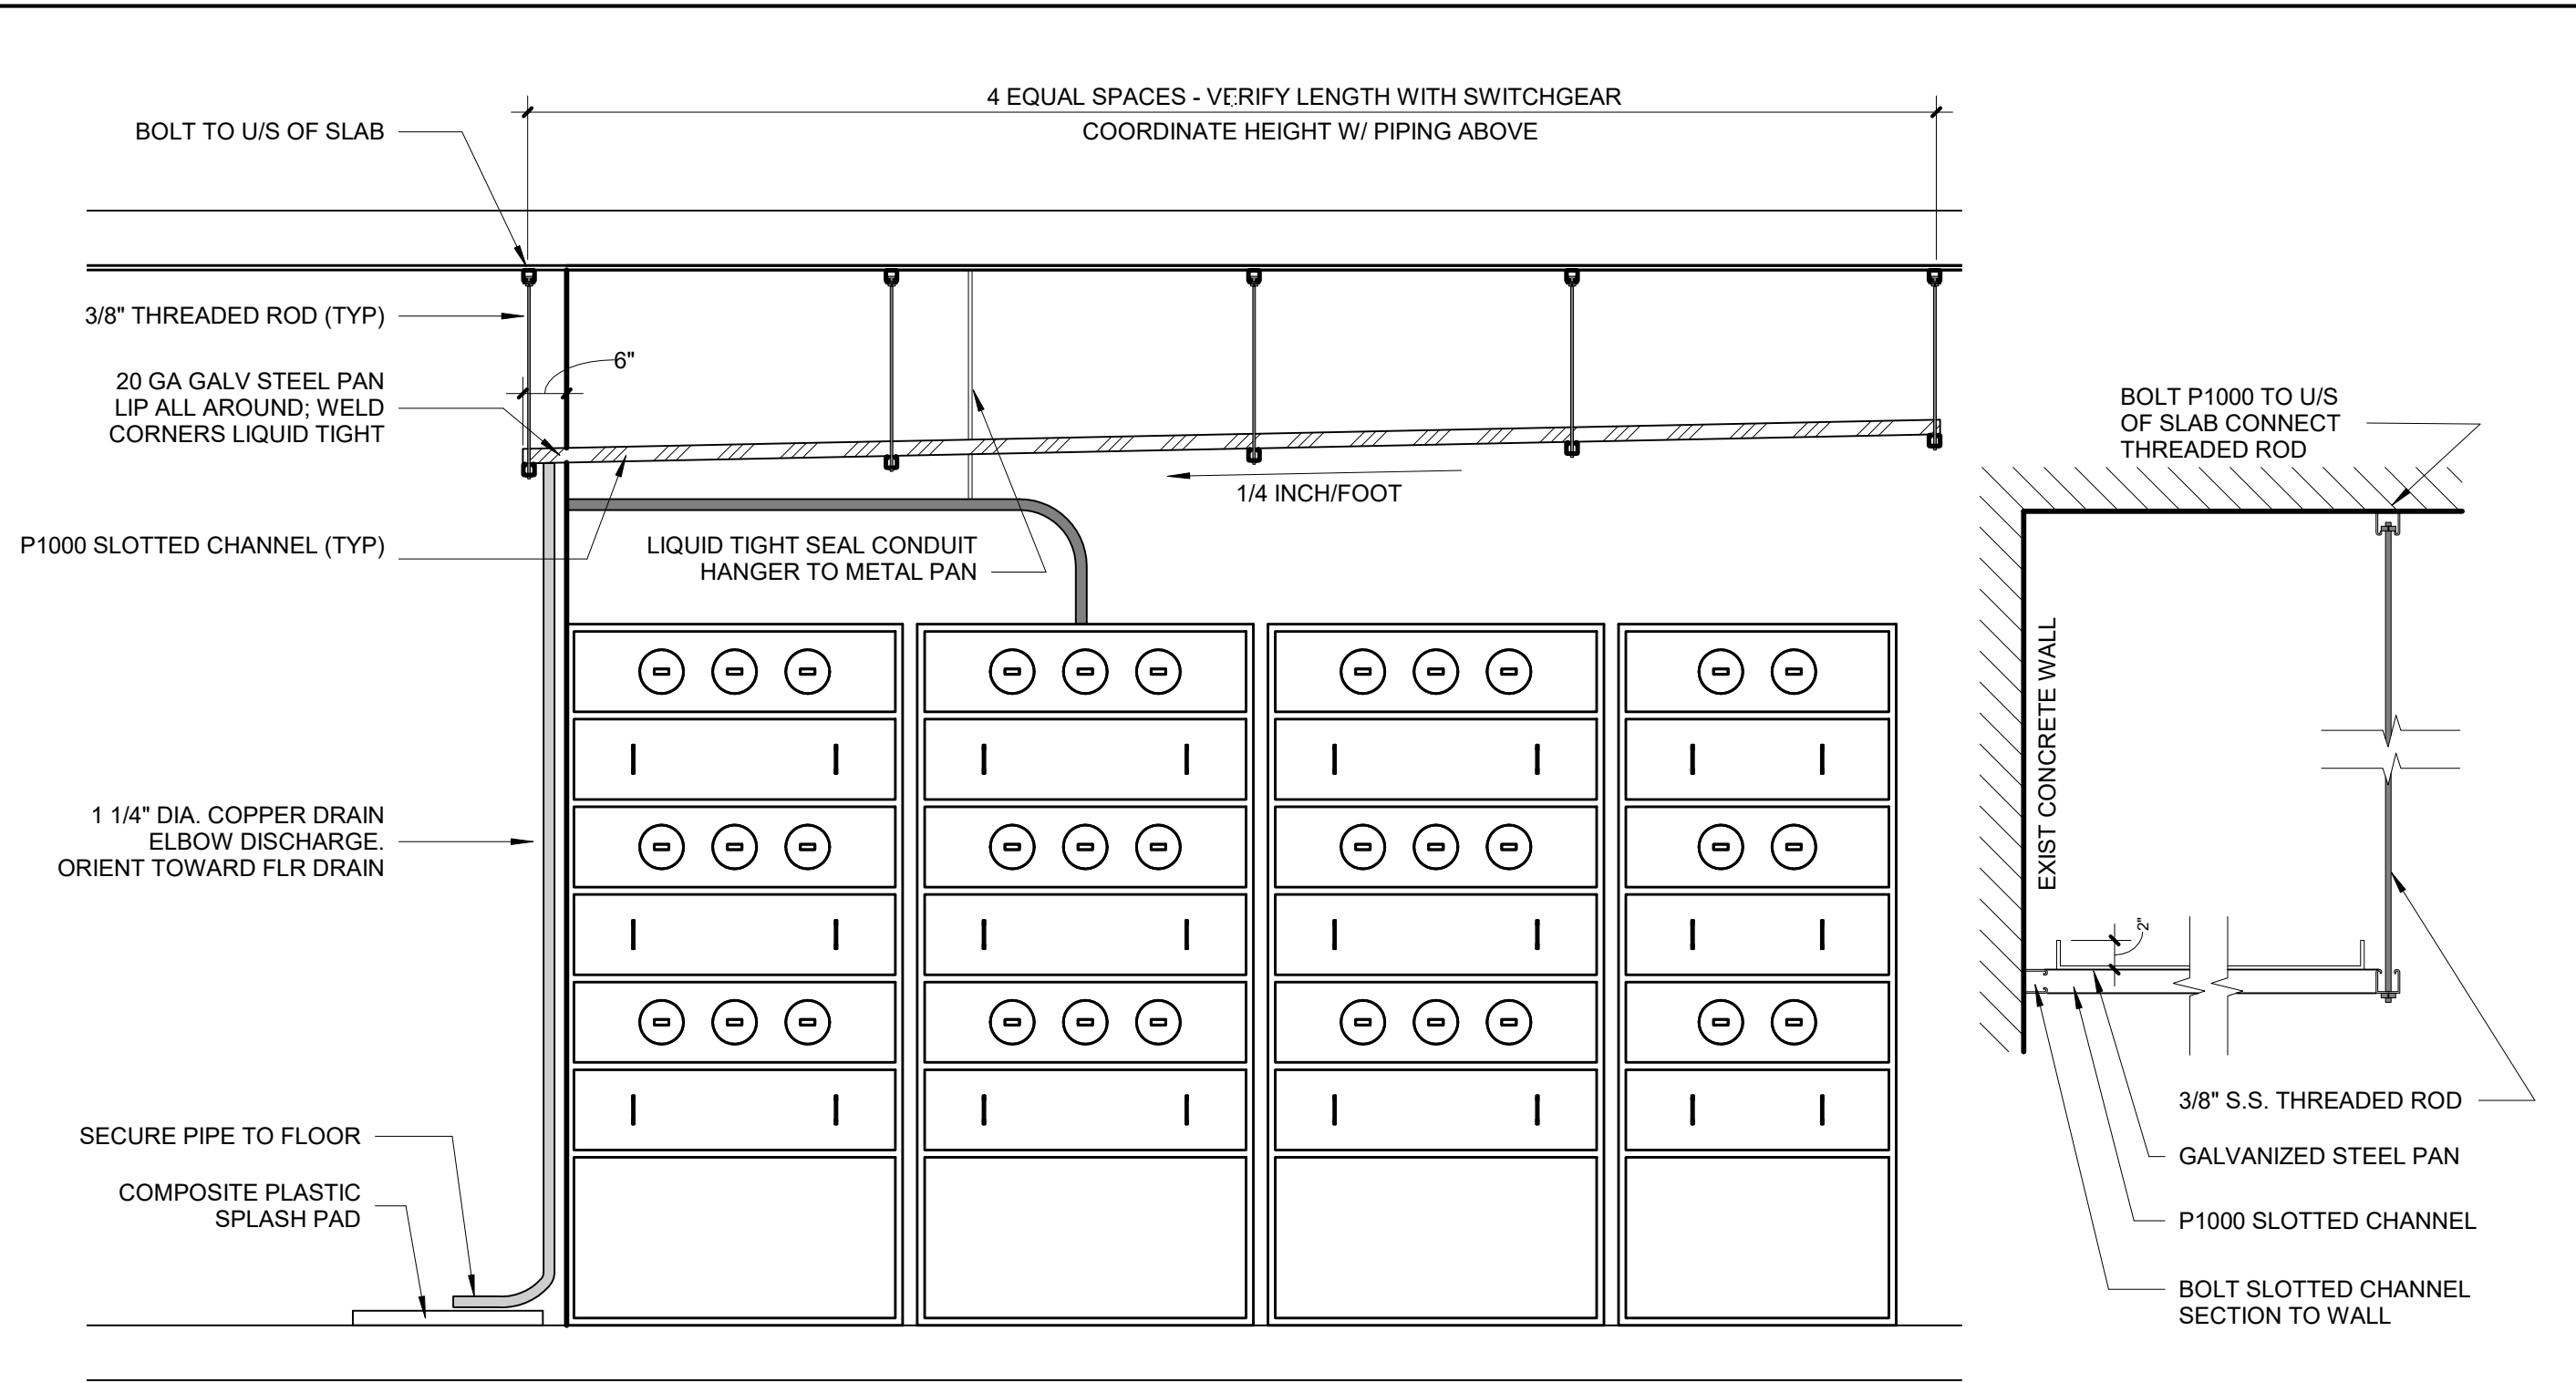 4 EQUAL SPACES - VERIFY LENGTH WITH SWITCHGEAR
COORDINATE HEIGHT W/ PIPING ABOVE
BOLT TO U/S OF SLAB
3/8" THREADED ROD (TYP)
6"
20 GA GALV STEEL PAN
LIP ALL AROUND; WELD
CORNERS LIQUID TIGHT
1/4 INCH/FOOT
P1000 SLOTTED CHANNEL (TYP)
LIQUID TIGHT SEAL CONDUIT
HANGER TO METAL PAN
1 1/4" DIA. COPPER DRAIN
ELBOW DISCHARGE.
ORIENT TOWARD FLR DRAIN
SECURE PIPE TO FLOOR
COMPOSITE PLASTIC
SPLASH PAD
BOLT P1000 TO U/S
OF SLAB CONNECT
THREADED ROD
EXIST CONCRETE WALL
2"
3/8" S.S. THREADED ROD
GALVANIZED STEEL PAN
P1000 SLOTTED CHANNEL
BOLT SLOTTED CHANNEL
SECTION TO WALL